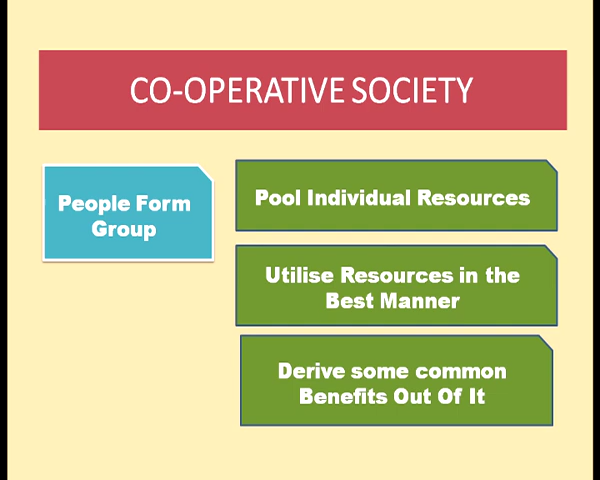 CO-OPERATIVE SOCIETY
People Form
Group
Pool Individual Resources
Utilise Resources in the
Best Manner
Derive some common
Benefits Out Of It